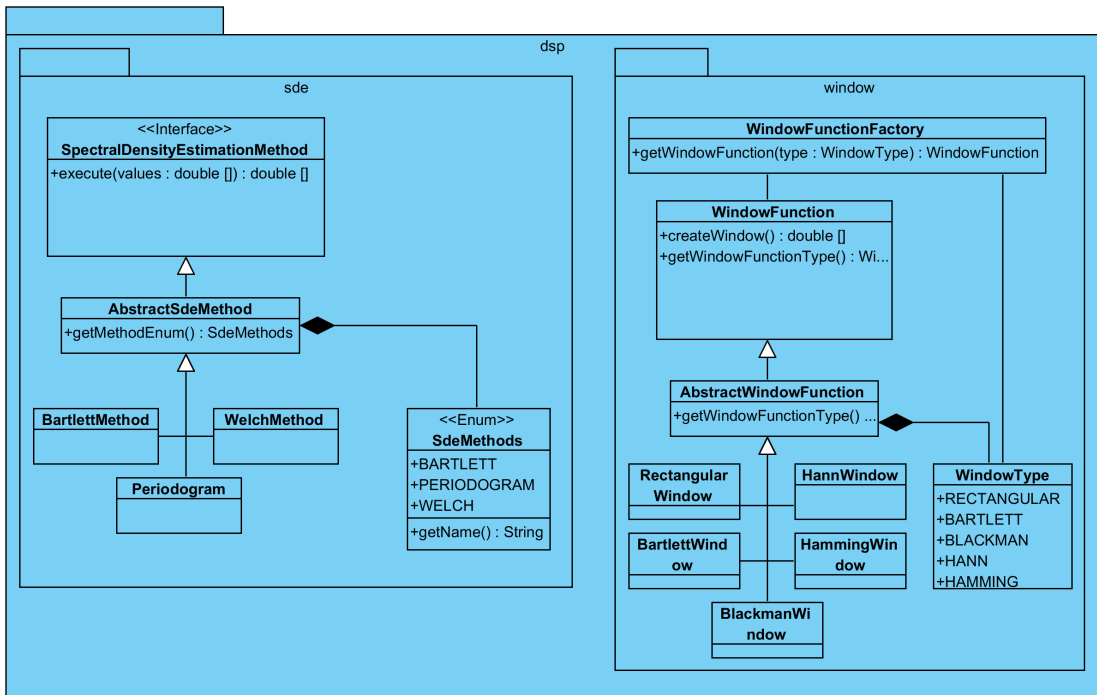 dsp
sde
<<Interface>>
SpectralDensityEstimationMethod
+execute(values : double []) : double []
AbstractSdeMethod
+getMethodEnum() : SdeMethods
BartlettMethod
WelchMethod
Periodogram
<<Enum>>
SdeMethods
+BARTLETT
+PERIODOGRAM
+WELCH
+getName() : String
window
WindowFunctionFactory
+getWindowFunction(type : WindowType) : WindowFunction
WindowFunction
+createWindow() : double []
+getWindowFunctionType() : Wi...
AbstractWindowFunction
+getWindowFunctionType() ...
Rectangular
Window
HannWindow
BartlettWind
ow
HammingWin
dow
BlackmanWi
ndow
WindowType
+RECTANGULAR
+BARTLETT
+BLACKMAN
+HANN
+HAMMING